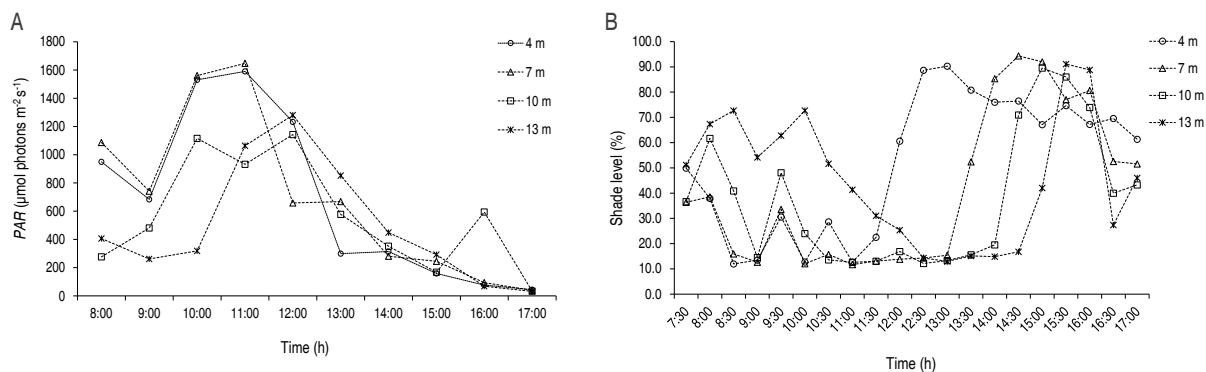 A
PAR (μmol photons m⁻² s⁻¹)
1800
1600
1400
1200
1000
800
600
400
200
0
8:00 9:00 10:00 11:00 12:00 13:00 14:00 15:00 16:00 17:00
Time (h)
4 m
7 m
10 m
13 m
B
Shade level (%)
100.0
90.0
80.0
70.0
60.0
50.0
40.0
30.0
20.0
10.0
0.0
7:30 8:00 8:30 9:00 9:30 10:00 10:30 11:00 11:30 12:00 12:30 13:00 13:30 14:00 14:30 15:00 15:30 16:00 16:30 17:00
Time (h)
4 m
7 m
10 m
13 m